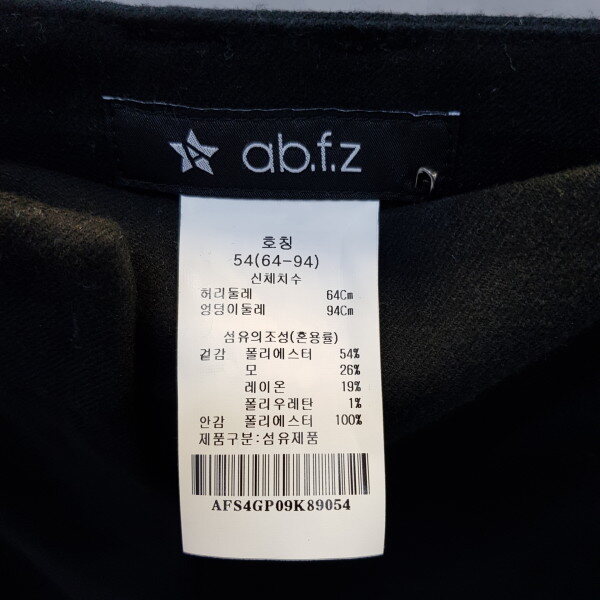 ab.f.z
호칭
54(64-94)
신체치수
허리둘레 64Cm
엉덩이둘레 94Cm
섬유의조성(혼용률)
겉감 폴리에스터 54%
모 26%
레이온 19%
폴리우레탄 1%
안감 폴리에스터 100%
제품구분:섬유제품
AFS4GP09K89054